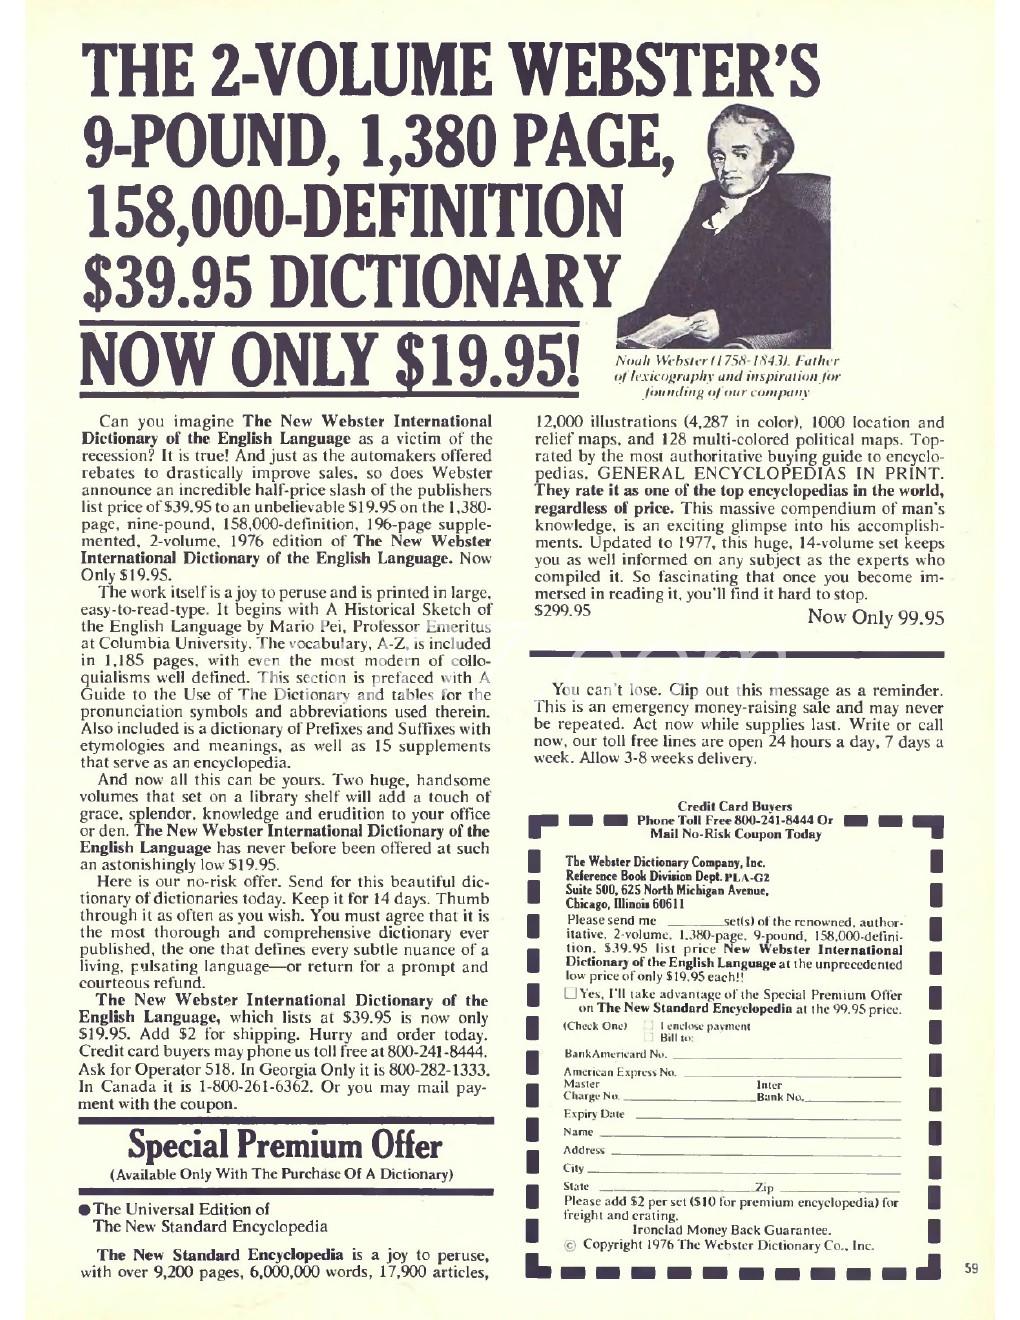 THE 2-VOLUME WEBSTER'S
9-POUND, 1,380 PAGE,
158,000-DEFINITION
$39.95 DICTIONARY
NOW ONLY $19.95!
Noah Webster (1758-1843). Father
of lexicography and inspiration for
founding of our company
Can you imagine The New Webster International
Dictionary of the English Language as a victim of the
recession? It is true! And just as the automakers offered
rebates to drastically improve sales, so does Webster
announce an incredible half-price slash of the publishers
list price of $39.95 to an unbelievable $19.95 on the 1,380-
page, nine-pound, 158,000-definition, 196-page supple-
mented, 2-volume, 1976 edition of The New Webster
International Dictionary of the English Language. Now
Only $19.95.
The work itself is a joy to peruse and is printed in large,
easy-to-read-type. It begins with A Historical Sketch of
the English Language by Mario Pei, Professor Emeritus
at Columbia University. The vocabulary, A-Z, is included
in 1,185 pages, with even the most modern of collo-
quialisms well defined. This section is prefaced with A
Guide to the Use of The Dictionary and tables for the
pronunciation symbols and abbreviations used therein.
Also included is a dictionary of Prefixes and Suffixes with
etymologies and meanings, as well as 15 supplements
that serve as an encyclopedia.
And now all this can be yours. Two huge, handsome
volumes that set on a library shelf will add a touch of
grace, splendor, knowledge and erudition to your office
or den. The New Webster International Dictionary of the
English Language has never before been offered at such
an astonishingly low $19.95.
Here is our no-risk offer. Send for this beautiful dic-
tionary of dictionaries today. Keep it for 14 days. Thumb
through it as often as you wish. You must agree that it is
the most thorough and comprehensive dictionary ever
published, the one that defines every subtle nuance of a
living, pulsating language—or return for a prompt and
courteous refund.
The New Webster International Dictionary of the
English Language, which lists at $39.95 is now only
$19.95. Add $2 for shipping. Hurry and order today.
Credit card buyers may phone us toll free at 800-241-8444.
Ask for Operator 518. In Georgia Only it is 800-282-1333.
In Canada it is 1-800-261-6362. Or you may mail pay-
ment with the coupon.
Special Premium Offer
(Available Only With The Purchase Of A Dictionary)
●The Universal Edition of
The New Standard Encyclopedia
The New Standard Encyclopedia is a joy to peruse,
with over 9,200 pages, 6,000,000 words, 17,900 articles,
12,000 illustrations (4,287 in color), 1000 location and
relief maps, and 128 multi-colored political maps. Top-
rated by the most authoritative buying guide to encyclo-
pedias, GENERAL ENCYCLOPEDIAS IN PRINT.
They rate it as one of the top encyclopedias in the world,
regardless of price. This massive compendium of man's
knowledge, is an exciting glimpse into his accomplish-
ments. Updated to 1977, this huge, 14-volume set keeps
you as well informed on any subject as the experts who
compiled it. So fascinating that once you become im-
mersed in reading it, you'll find it hard to stop.
$299.95 Now Only 99.95
You can't lose. Clip out this message as a reminder.
This is an emergency money-raising sale and may never
be repeated. Act now while supplies last. Write or call
now, our toll free lines are open 24 hours a day, 7 days a
week. Allow 3-8 weeks delivery.
Credit Card Buyers
Phone Toll Free 800-241-8444 Or
Mail No-Risk Coupon Today
The Webster Dictionary Company, Inc.
Reference Book Division Dept. PLA-G2
Suite 500, 625 North Michigan Avenue,
Chicago, Illinois 60611
Please send me ________set(s) of the renowned, author-
itative, 2-volume, 1,380-page, 9-pound, 158,000-defini-
tion, $39.95 list price New Webster International
Dictionary of the English Language at the unprecedented
low price of only $19.95 each!!
☐ Yes, I'll take advantage of the Special Premium Offer
on The New Standard Encyclopedia at the 99.95 price.
(Check One) ☐ I enclose payment
☐ Bill to:
BankAmericard No.
American Express No.
Master Inter
Charge No. ________ Bank No.
Expiry Date
Name
Address
City
State ________ Zip
Please add $2 per set ($10 for premium encyclopedia) for
freight and crating.
Ironclad Money Back Guarantee.
© Copyright 1976 The Webster Dictionary Co., Inc.
59